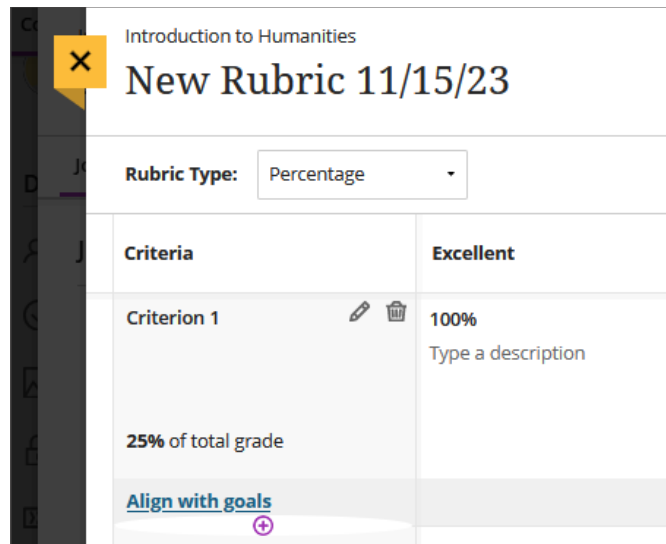 Introduction to Humanities
New Rubric 11/15/23
Rubric Type: Percentage
Criteria Excellent
Criterion 1 100%
Type a description
25% of total grade
Align with goals